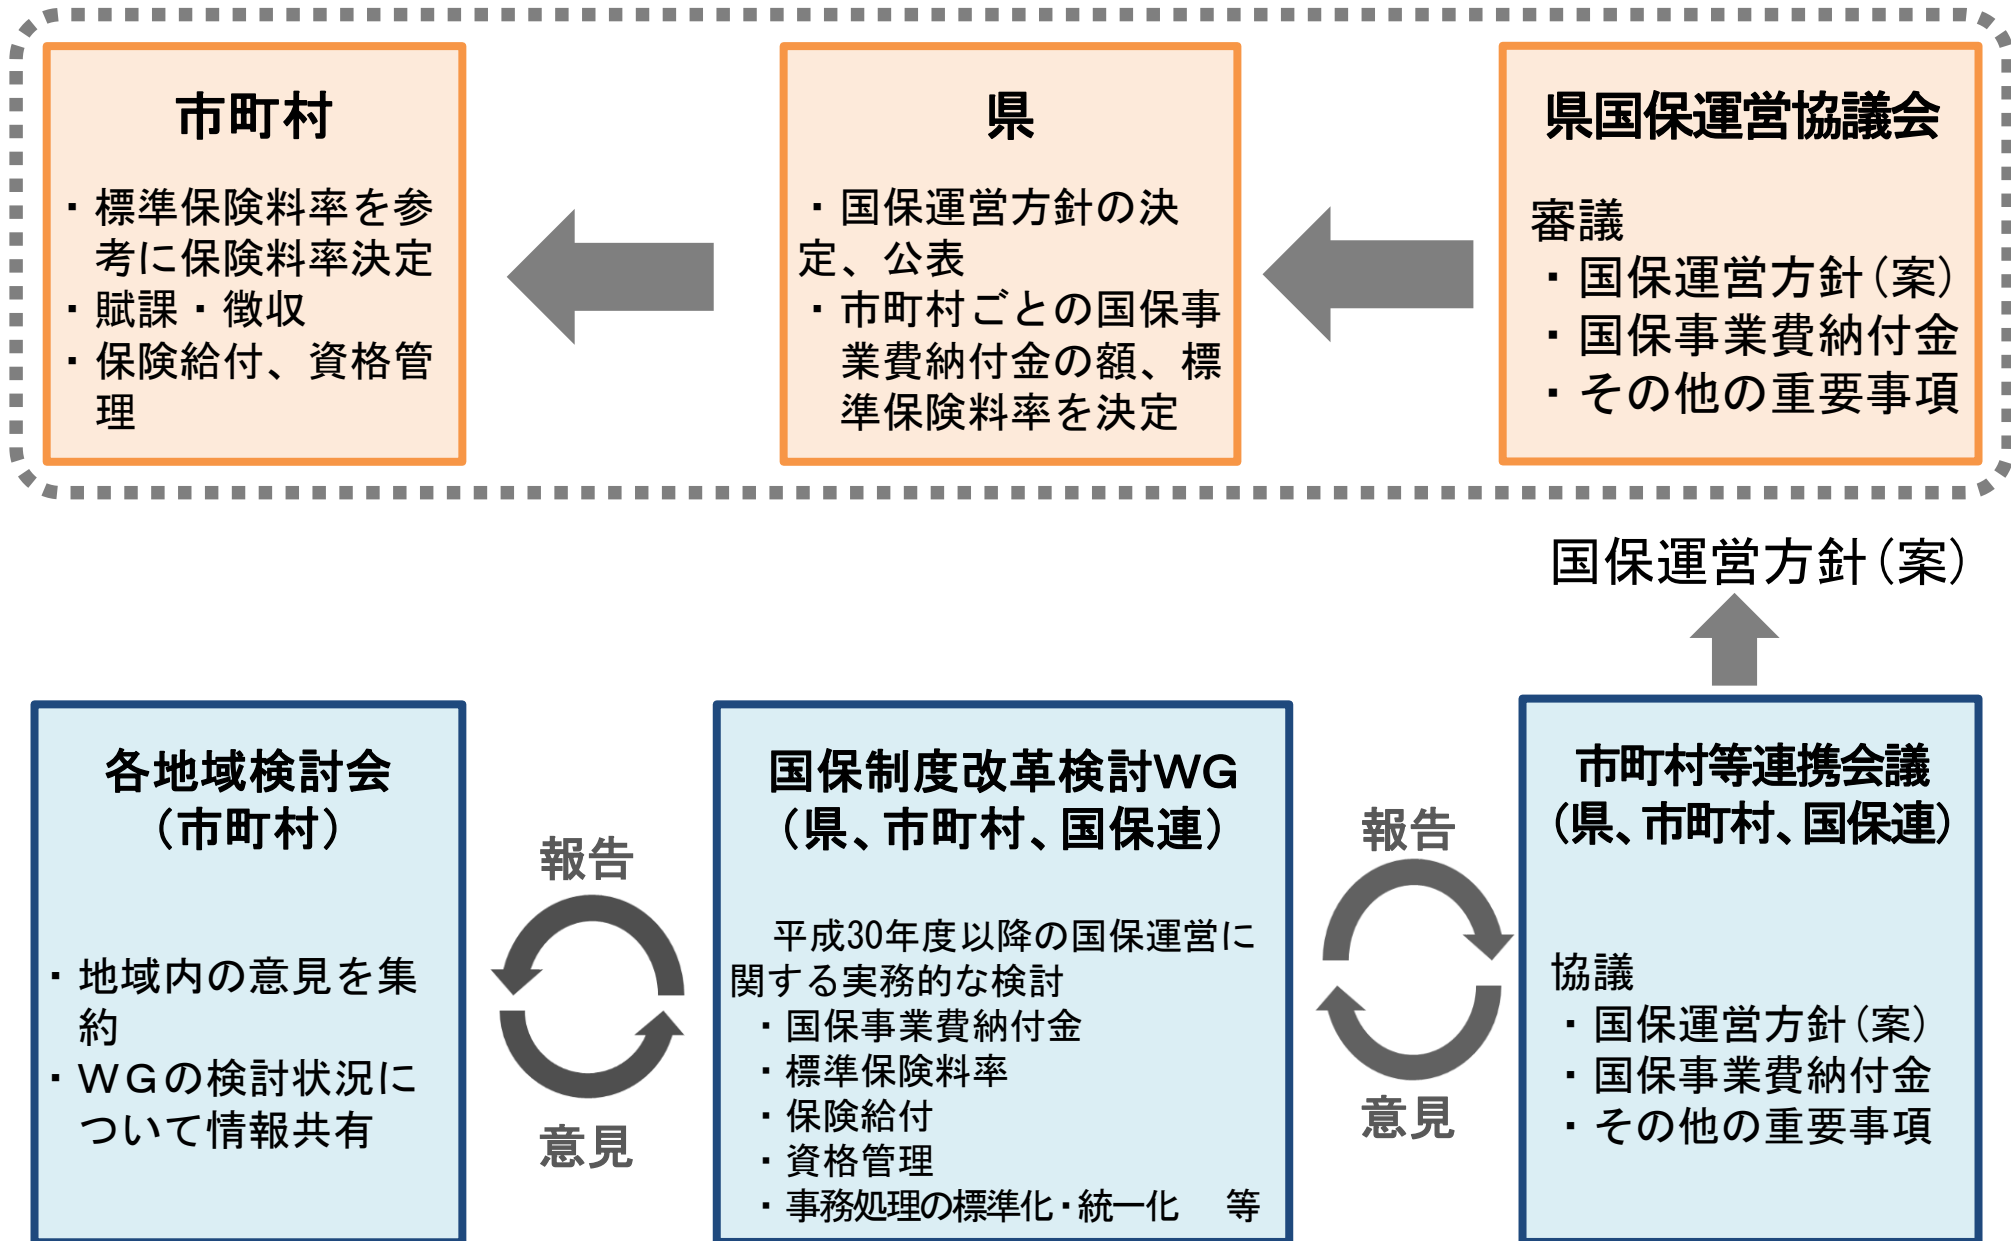 市町村
・標準保険料率を参
考に保険料率決定
・賦課・徴収
・保険給付、資格管
理
県
・国保運営方針の決
定、公表
・市町村ごとの国保事
業費納付金の額、標
準保険料率を決定
県国保運営協議会
審議
・国保運営方針(案)
・国保事業費納付金
・その他の重要事項
国保運営方針(案)
各地域検討会
(市町村)
・地域内の意見を集
約
・ＷＧの検討状況に
ついて情報共有
報告
意見
国保制度改革検討WG
(県、市町村、国保連)
平成30年度以降の国保運営に
関する実務的な検討
・国保事業費納付金
・標準保険料率
・保険給付
・資格管理
・事務処理の標準化・統一化　等
報告
意見
市町村等連携会議
(県、市町村、国保連)
協議
・国保運営方針(案)
・国保事業費納付金
・その他の重要事項